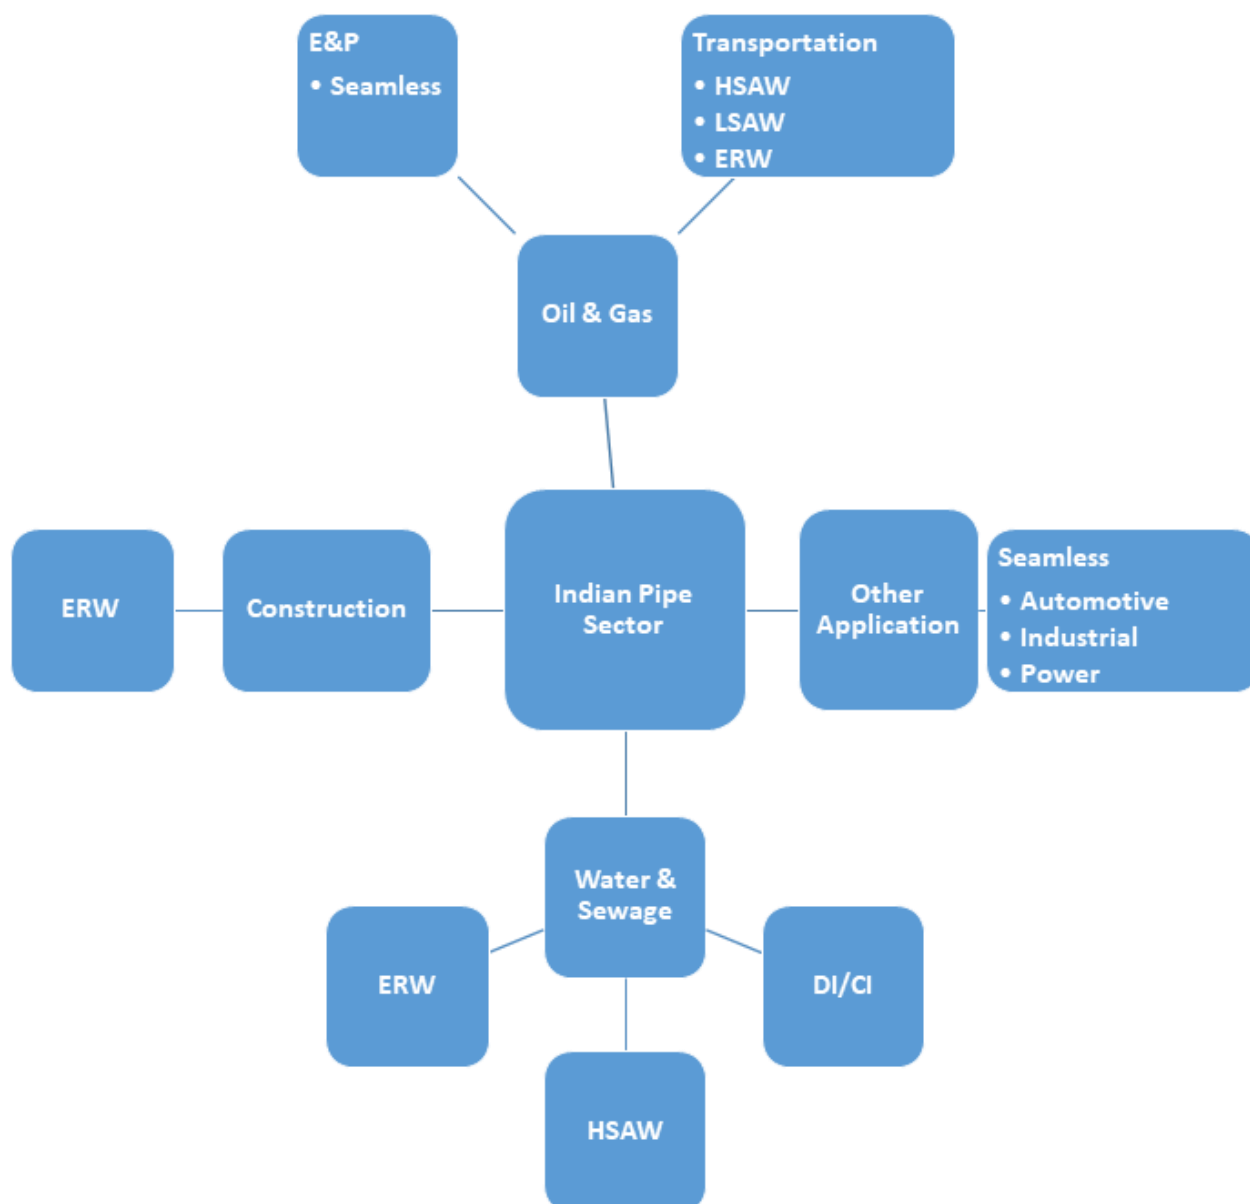 E&P
• Seamless
Transportation
• HSAW
• LSAW
• ERW
Oil & Gas
ERW
Construction
Indian Pipe
Sector
Other
Application
Seamless
• Automotive
• Industrial
• Power
Water &
Sewage
ERW
DI/CI
HSAW